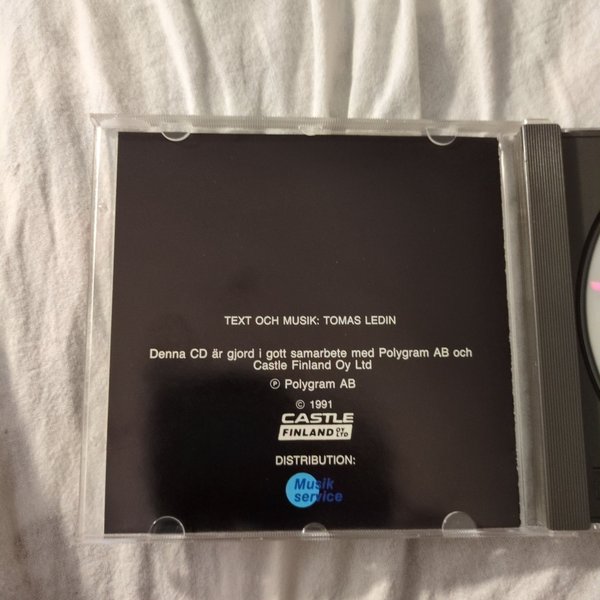 TEXT OCH MUSIK: TOMAS LEDIN
Denna CD är gjord i gott samarbete med Polygram AB och
Castle Finland Oy Ltd
Ⓟ Polygram AB
© 1991
CASTLE
FINLAND OY LTD
DISTRIBUTION:
Musik
service